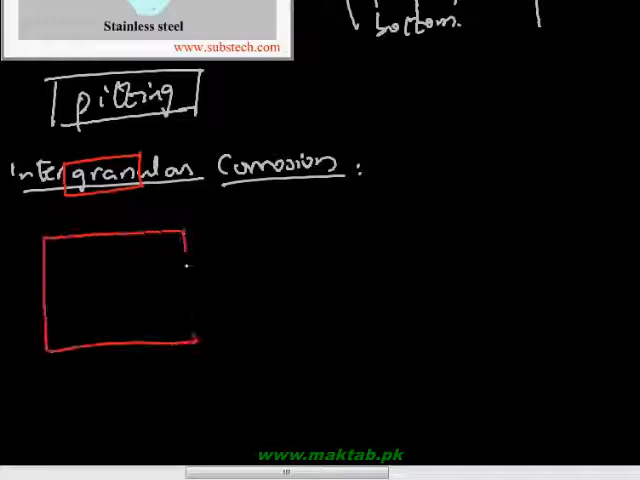 Stainless steel
www.substech.com
bottom.
pitting
Intergranular Corrosion :
www.maktab.pk